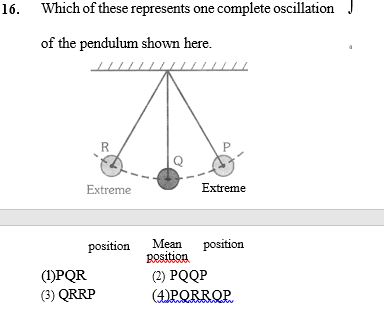 16. Which of these represents one complete oscillation
of the pendulum shown here.
R Q P
Extreme Extreme
position Mean position
position
(1)PQR (2) PQQP
(3) QRRP (4)PQRRQP